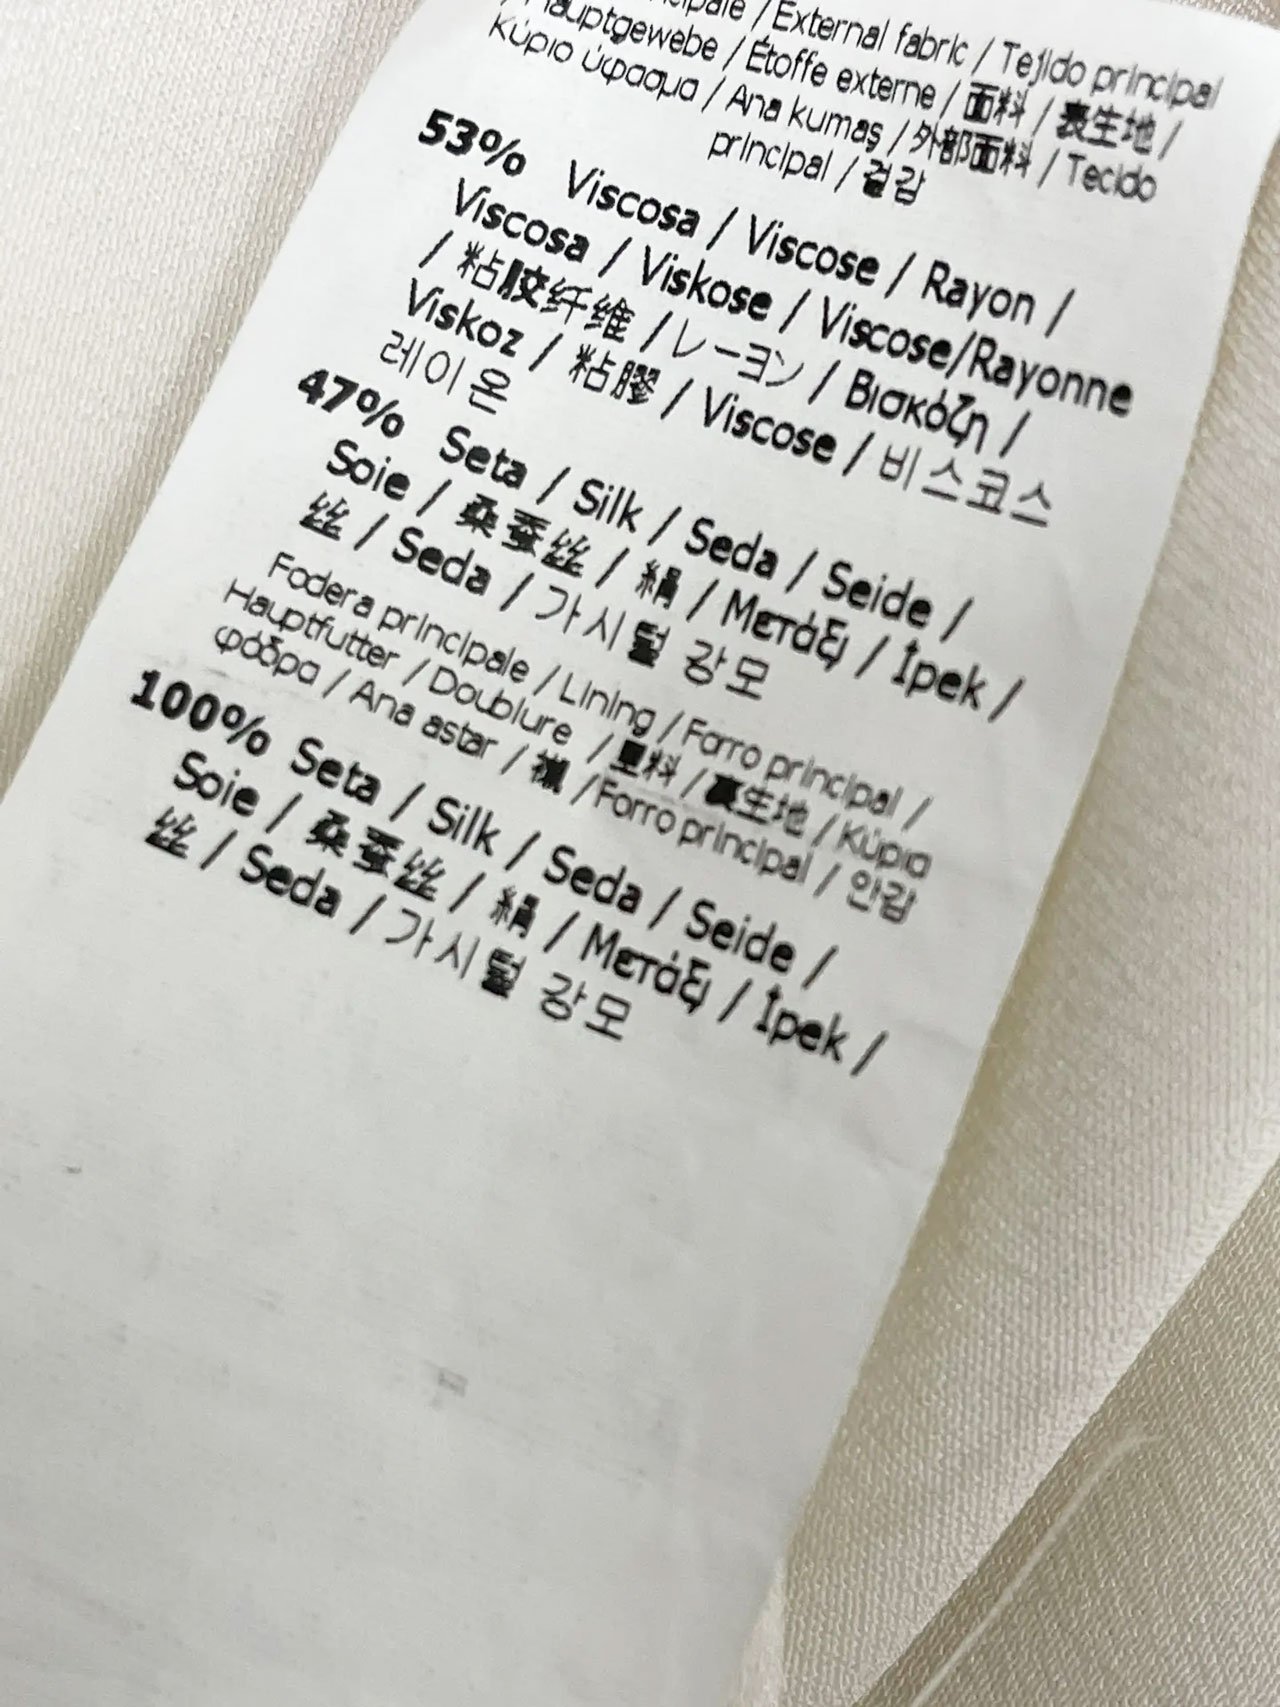 / External fabric / Tejido principal
/ Hauptgewebe / Étoffe externe / 面料 / 表生地 /
Κύριο ύφασμα / Ana kumaş / 外部面料 / Tecido
principal / 겉감
53% Viscosa / Viscose / Rayon /
Viscosa / Viskose / Viscose/Rayonne
/ 粘胶纤维 / レーヨン / Βισκόζη /
Viskoz / 粘膠 / Viscose / 비스코스
레이온
47% Seta / Silk / Seda / Seide /
Soie / 桑蚕丝 / 絹 / Μετάξι / İpek /
丝 / Seda / 가시털 강모
Fodera principale / Lining / Forro principal /
Hauptfutter / Doublure / 里料 / 裏生地 / Κύρια
φόδρα / Ana astar / 襯 /Forro principal / 안감
100% Seta / Silk / Seda / Seide /
Soie / 桑蚕丝 / 絹 / Μετάξι / İpek /
丝 / Seda / 가시털 강모